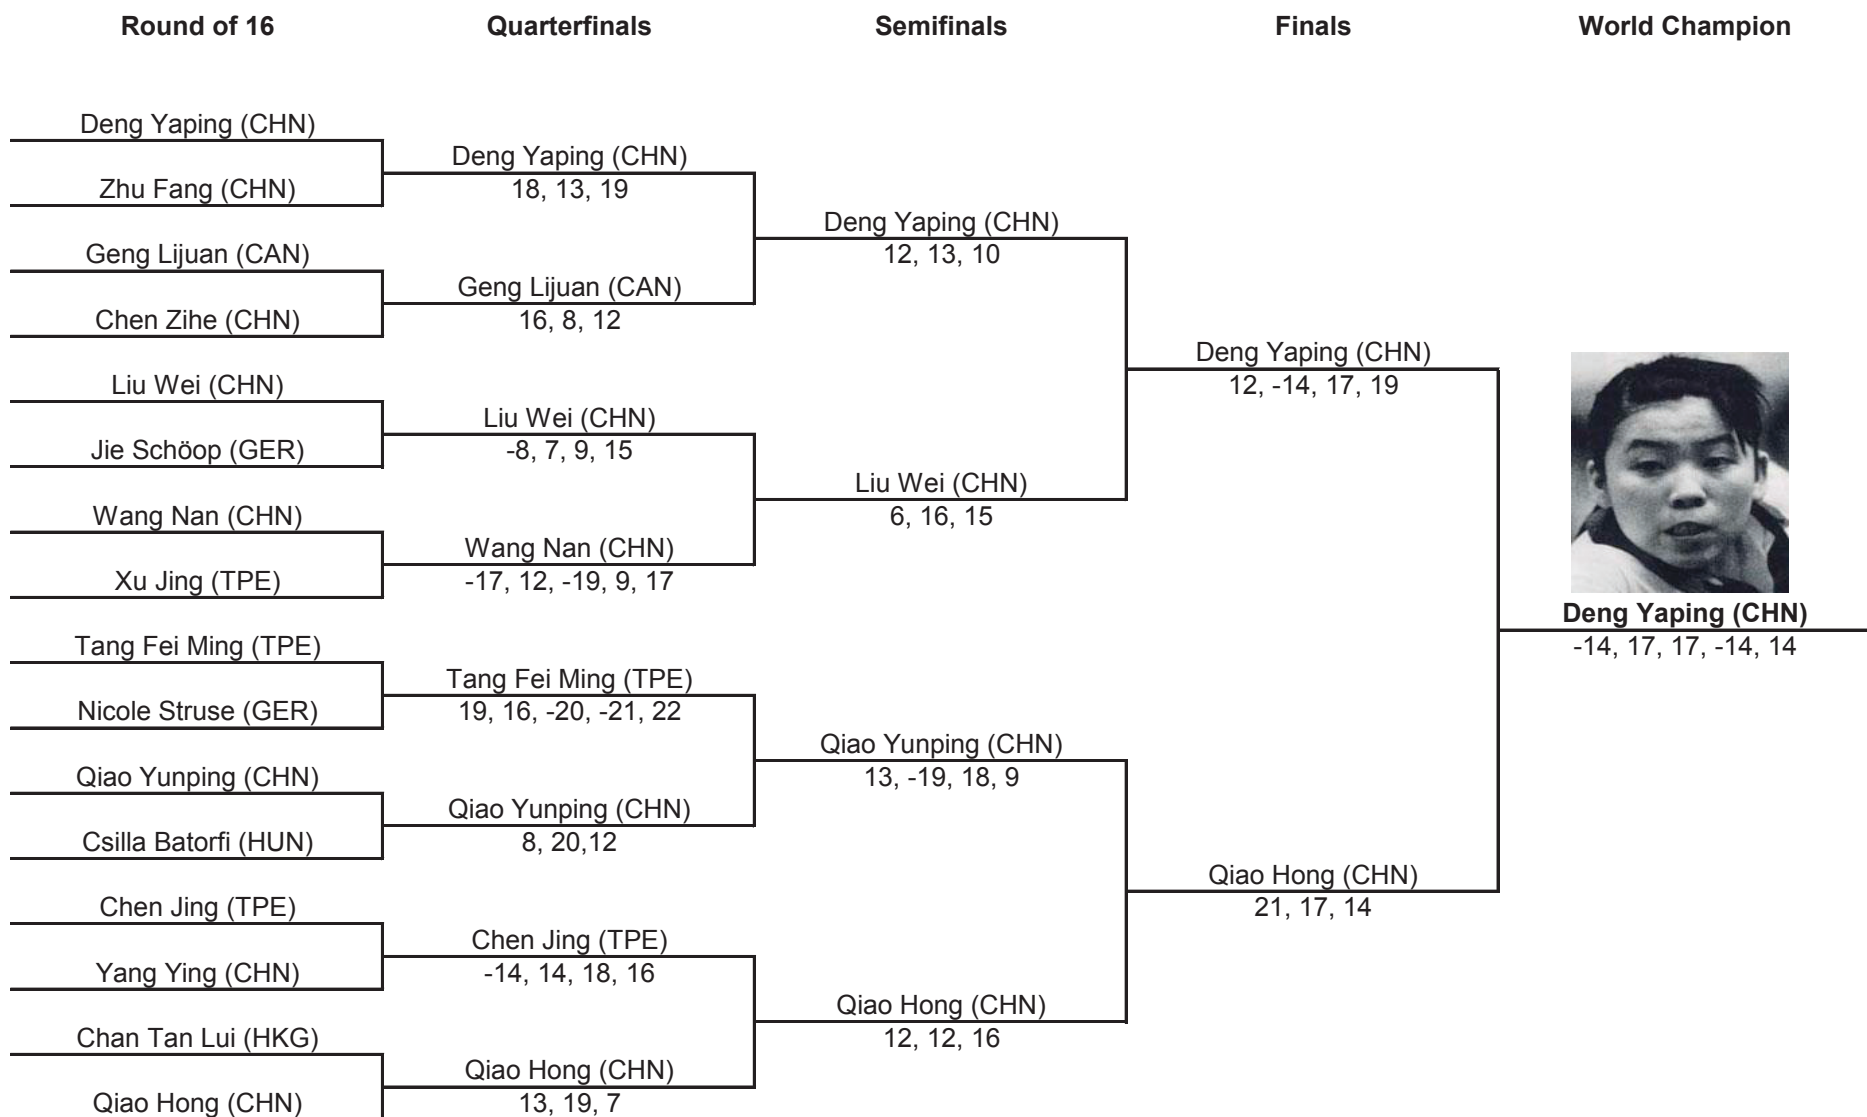 Round of 16
Quarterfinals
Semifinals
Finals
World Champion
Deng Yaping (CHN)
Zhu Fang (CHN)
Geng Lijuan (CAN)
Chen Zihe (CHN)
Liu Wei (CHN)
Jie Schöop (GER)
Wang Nan (CHN)
Xu Jing (TPE)
Tang Fei Ming (TPE)
Nicole Struse (GER)
Qiao Yunping (CHN)
Csilla Batorfi (HUN)
Chen Jing (TPE)
Yang Ying (CHN)
Chan Tan Lui (HKG)
Qiao Hong (CHN)
Deng Yaping (CHN)
18, 13, 19
Geng Lijuan (CAN)
16, 8, 12
Liu Wei (CHN)
-8, 7, 9, 15
Wang Nan (CHN)
-17, 12, -19, 9, 17
Tang Fei Ming (TPE)
19, 16, -20, -21, 22
Qiao Yunping (CHN)
8, 20,12
Chen Jing (TPE)
-14, 14, 18, 16
Qiao Hong (CHN)
13, 19, 7
Deng Yaping (CHN)
12, 13, 10
Liu Wei (CHN)
6, 16, 15
Qiao Yunping (CHN)
13, -19, 18, 9
Qiao Hong (CHN)
12, 12, 16
Deng Yaping (CHN)
12, -14, 17, 19
Qiao Hong (CHN)
21, 17, 14
Deng Yaping (CHN)
-14, 17, 17, -14, 14